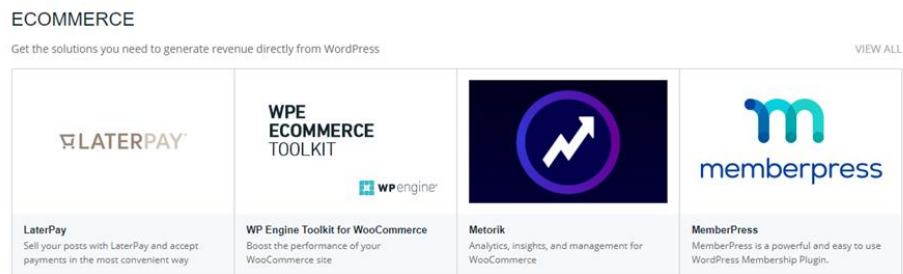 ECOMMERCE
Get the solutions you need to generate revenue directly from WordPress
VIEW ALL
LATERPAY
WPE
ECOMMERCE
TOOLKIT
WP engine
m
memberpress
LaterPay
Sell your posts with LaterPay and accept
payments in the most convenient way
WP Engine Toolkit for WooCommerce
Boost the performance of your
WooCommerce site
Metorik
Analytics, insights, and management for
WooCommerce
MemberPress
MemberPress is a powerful and easy to use
WordPress Membership Plugin.